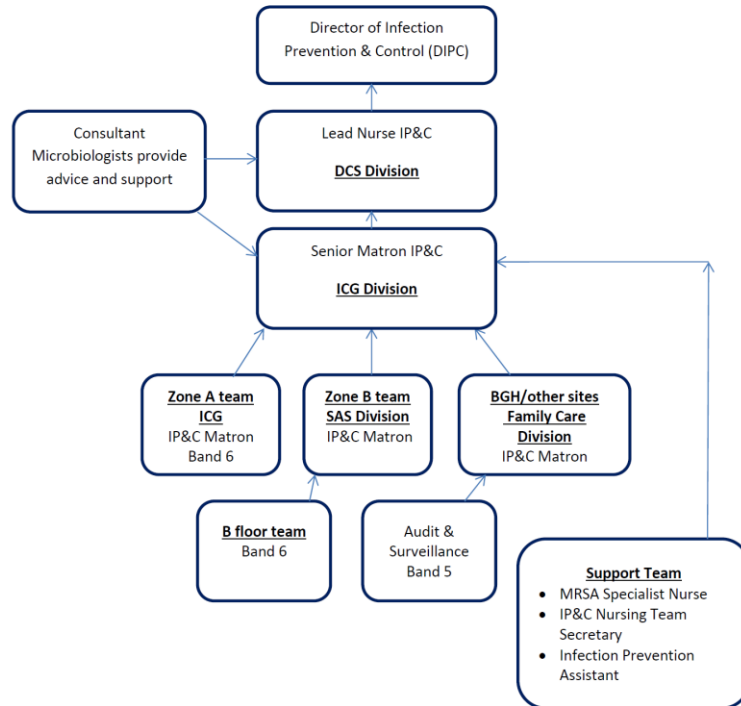 Director of Infection
Prevention & Control (DIPC)
Consultant
Microbiologists provide
advice and support
Lead Nurse IP&C
DCS Division
Senior Matron IP&C
ICG Division
Zone A team
ICG
IP&C Matron
Band 6
Zone B team
SAS Division
IP&C Matron
BGH/other sites
Family Care
Division
IP&C Matron
B floor team
Band 6
Audit &
Surveillance
Band 5
Support Team
• MRSA Specialist Nurse
• IP&C Nursing Team
Secretary
• Infection Prevention
Assistant